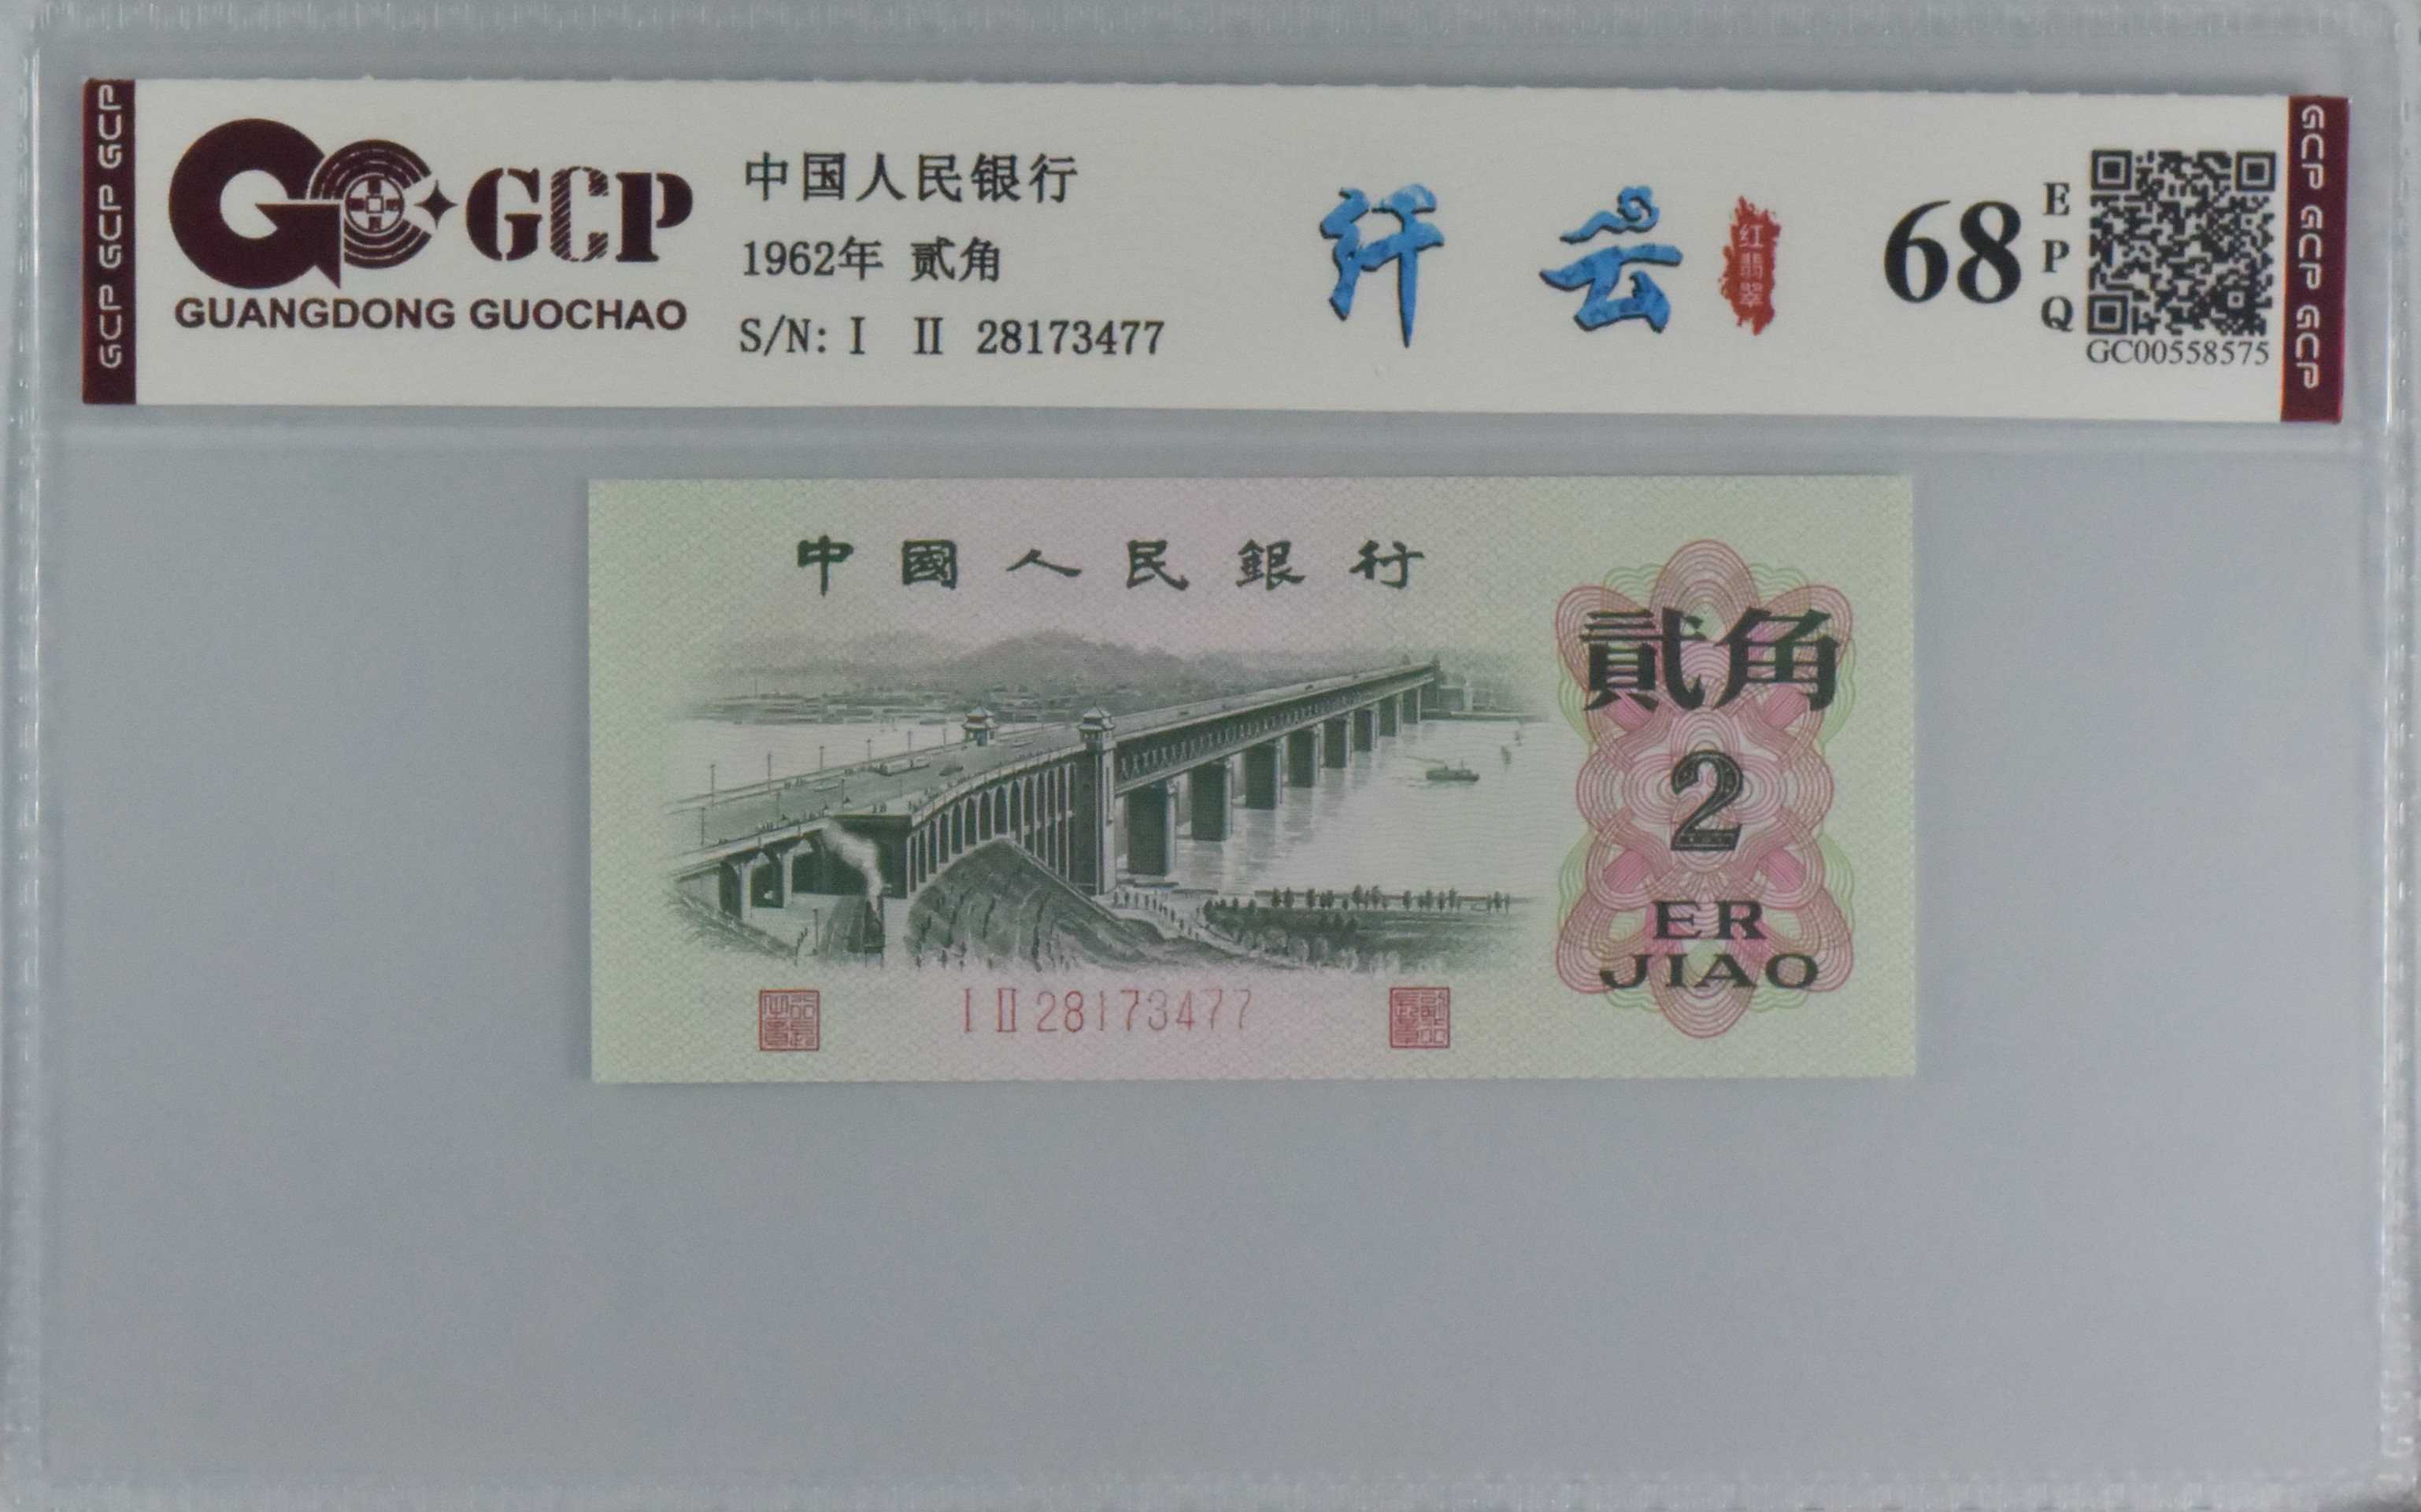 GCP GCP GCP
GCP
GUANGDONG GUOCHAO
中国人民银行
1962年 贰角
S/N: I II 28173477
纤云
红翡翠
68
EPQ
GC00558575
GCP GCP GCP
中國人民銀行
貳角
2
ER
JIAO
I II 28173477